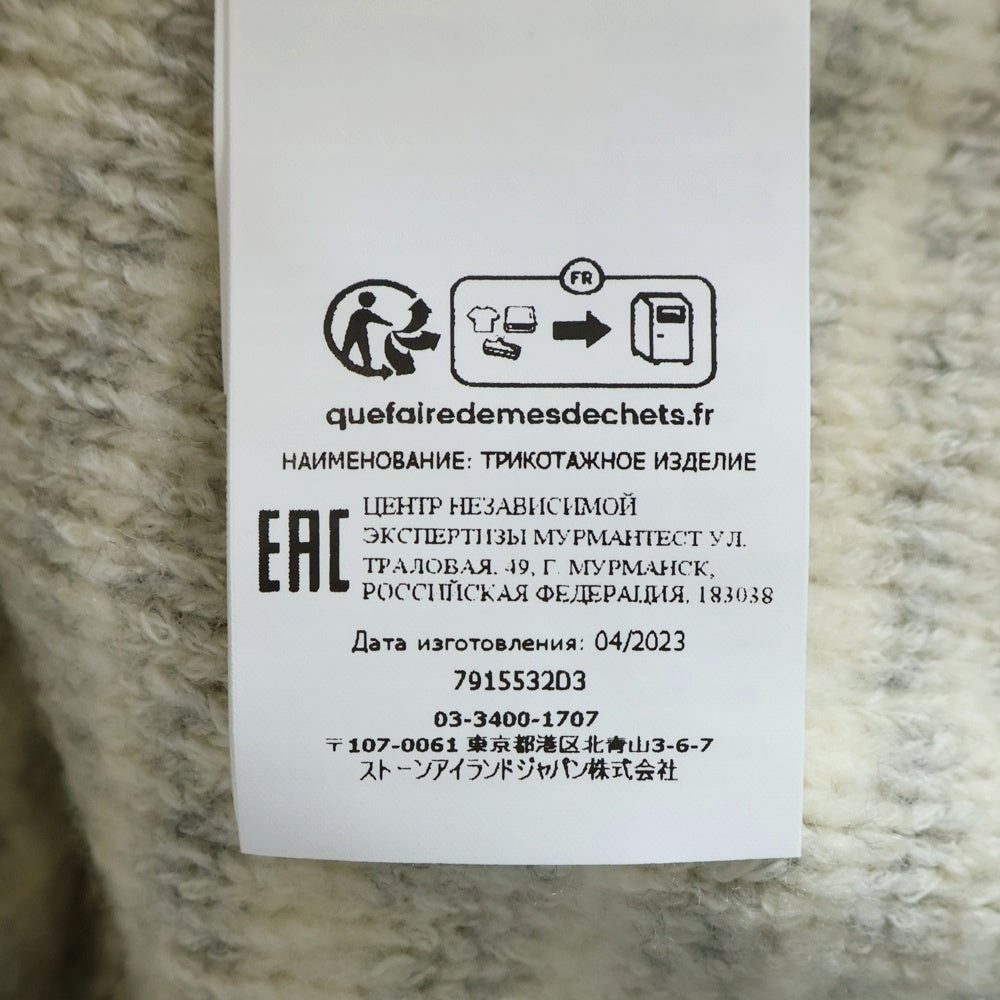 FR
quefairedemesdechets.fr
НАИМЕНОВАНИЕ: ТРИКОТАЖНОЕ ИЗДЕЛИЕ
EAC
ЦЕНТР НЕЗАВИСИМОЙ
ЭКСПЕРТИЗЫ МУРМАНТЕСТ УЛ.
ТРАЛОВАЯ. 49, Г. МУРМАНСК,
РОССИЙСКАЯ ФЕДЕРАЦИЯ, 183038
Дата изготовления: 04/2023
7915532D3
03-3400-1707
〒107-0061 東京都港区北青山3-6-7
ストーンアイランドジャパン株式会社